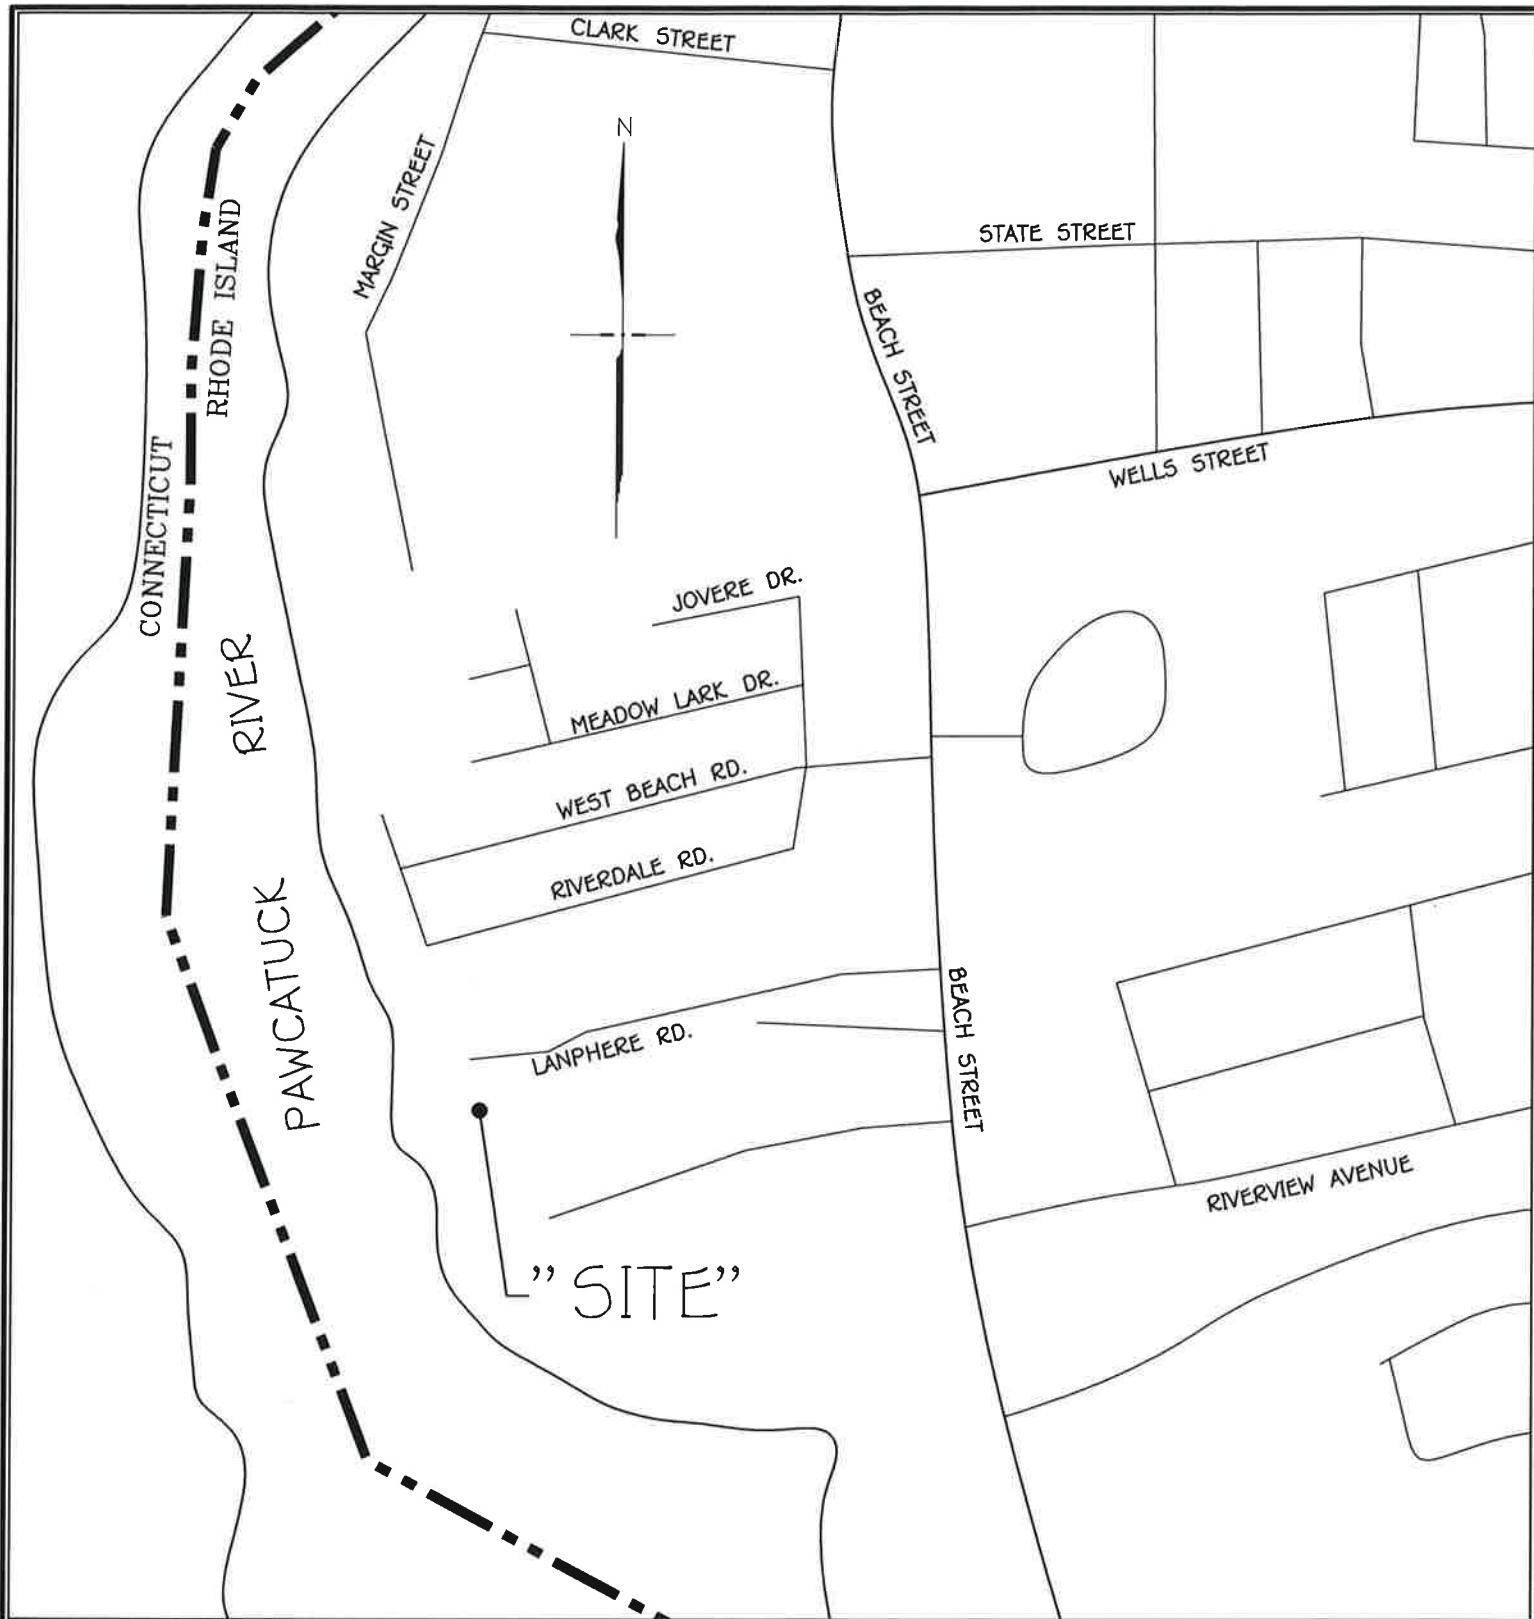 CLARK STREET
N
MARGIN STREET
RHODE ISLAND
STATE STREET
BEACH STREET
CONNECTICUT
WELLS STREET
JOVERE DR.
RIVER
MEADOW LARK DR.
WEST BEACH RD.
RIVERDALE RD.
PAWCATUCK
BEACH STREET
LANPHERE RD.
RIVERVIEW AVENUE
"SITE"